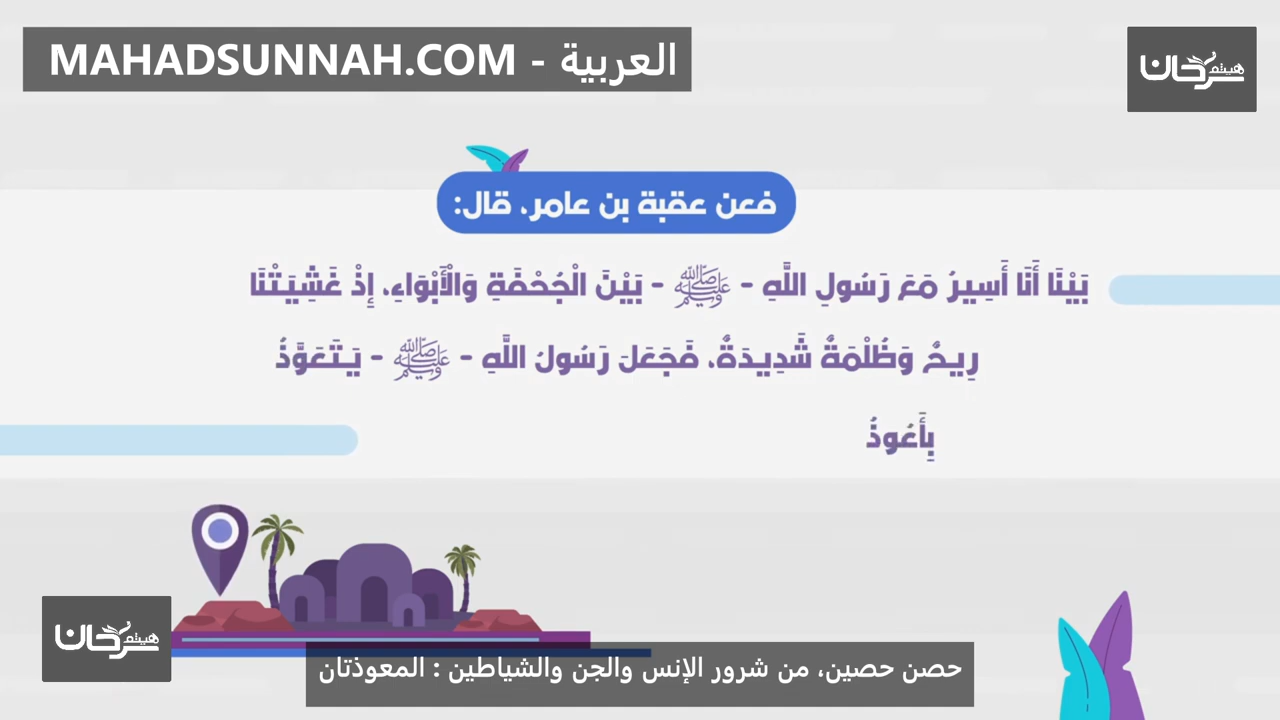 MAHADSUNNAH.COM - العربية
هيثم سرحان
فعن عقبة بن عامر، قال:
بَيْنَا أَنَا أَسِيرُ مَعَ رَسُولِ اللَّهِ - ﷺ - بَيْنَ الْجُحْفَةِ وَالْأَبْوَاءِ، إِذْ غَشِيَتْنَا
رِيحٌ وَظُلْمَةٌ شَدِيدَةٌ، فَجَعَلَ رَسُولُ اللَّهِ - ﷺ - يَتَعَوَّذُ
بِأَعُوذُ
هيثم سرحان
حصن حصين، من شرور الإنس والجن والشياطين : المعوذتان